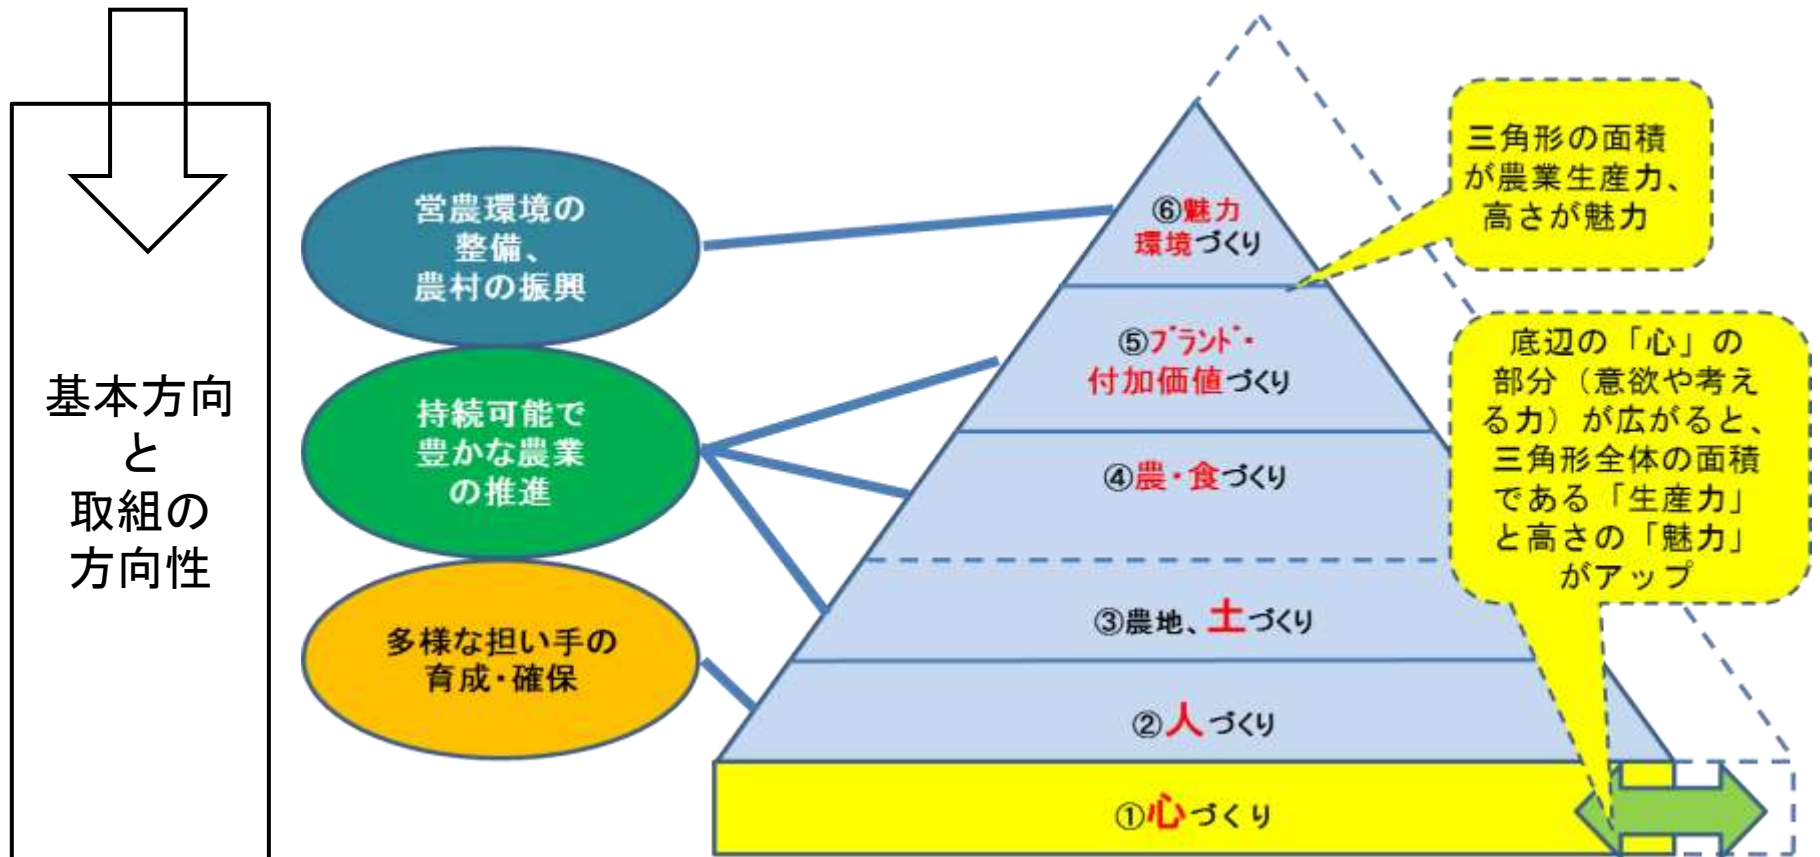 基本方向
と
取組の
方向性
営農環境の
整備、
農村の振興
持続可能で
豊かな農業
の推進
多様な担い手の
育成・確保
⑥魅力
環境づくり
⑤ブランド・
付加価値づくり
④農・食づくり
③農地、土づくり
②人づくり
①心づくり
三角形の面積
が農業生産力、
高さが魅力
底辺の「心」の
部分（意欲や考え
る力）が広がると、
三角形全体の面積
である「生産力」
と高さの「魅力」
がアップ